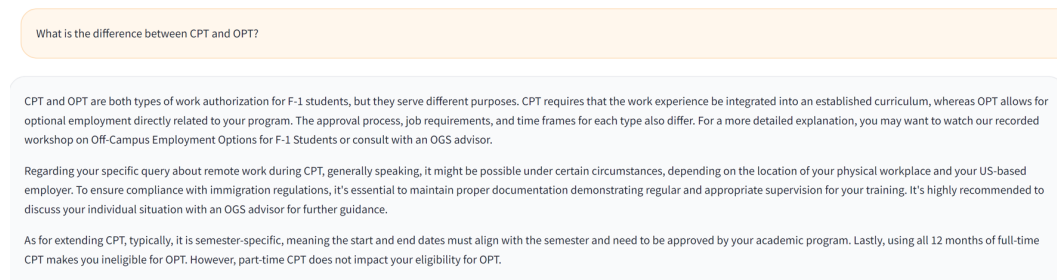 What is the difference between CPT and OPT?
CPT and OPT are both types of work authorization for F-1 students, but they serve different purposes. CPT requires that the work experience be integrated into an established curriculum, whereas OPT allows for
optional employment directly related to your program. The approval process, job requirements, and time frames for each type also differ. For a more detailed explanation, you may want to watch our recorded
workshop on Off-Campus Employment Options for F-1 Students or consult with an OGS advisor.
Regarding your specific query about remote work during CPT, generally speaking, it might be possible under certain circumstances, depending on the location of your physical workplace and your US-based
employer. To ensure compliance with immigration regulations, it's essential to maintain proper documentation demonstrating regular and appropriate supervision for your training. It's highly recommended to
discuss your individual situation with an OGS advisor for further guidance.
As for extending CPT, typically, it is semester-specific, meaning the start and end dates must align with the semester and need to be approved by your academic program. Lastly, using all 12 months of full-time
CPT makes you ineligible for OPT. However, part-time CPT does not impact your eligibility for OPT.